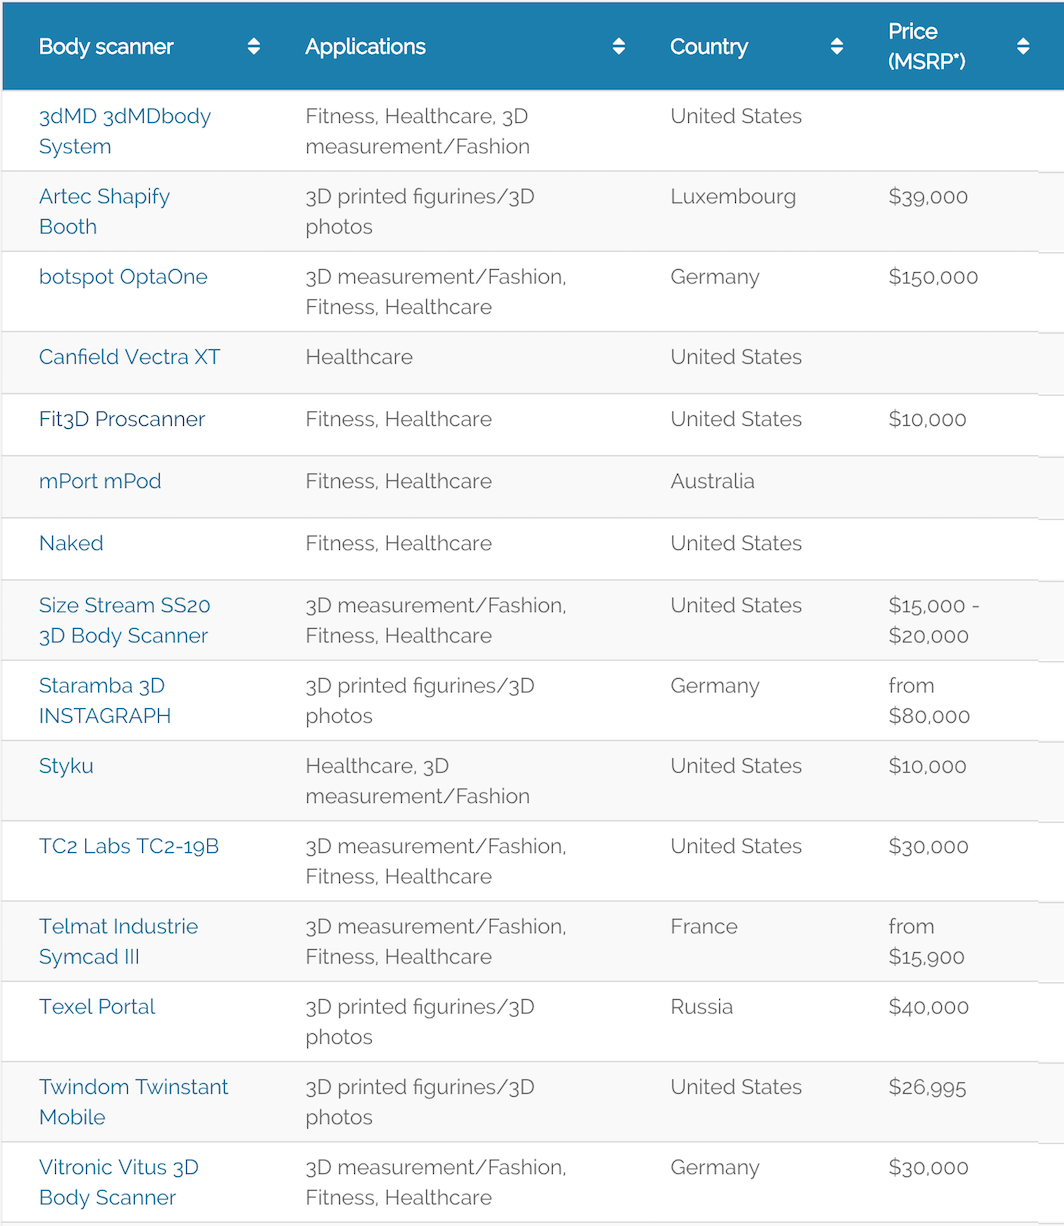 Body scanner Applications Country Price
(MSRP*)
3dMD 3dMDbody Fitness, Healthcare, 3D United States
System measurement/Fashion
Artec Shapify 3D printed figurines/3D Luxembourg $39,000
Booth photos
botspot OptaOne 3D measurement/Fashion, Germany $150,000
Fitness, Healthcare
Canfield Vectra XT Healthcare United States
Fit3D Proscanner Fitness, Healthcare United States $10,000
mPort mPod Fitness, Healthcare Australia
Naked Fitness, Healthcare United States
Size Stream SS20 3D measurement/Fashion, United States $15,000 -
3D Body Scanner Fitness, Healthcare $20,000
Staramba 3D 3D printed figurines/3D Germany from
INSTAGRAPH photos $80,000
Styku Healthcare, 3D United States $10,000
measurement/Fashion
TC2 Labs TC2-19B 3D measurement/Fashion, United States $30,000
Fitness, Healthcare
Telmat Industrie 3D measurement/Fashion, France from
Symcad III Fitness, Healthcare $15,900
Texel Portal 3D printed figurines/3D Russia $40,000
photos
Twindom Twinstant 3D printed figurines/3D United States $26,995
Mobile photos
Vitronic Vitus 3D 3D measurement/Fashion, Germany $30,000
Body Scanner Fitness, Healthcare